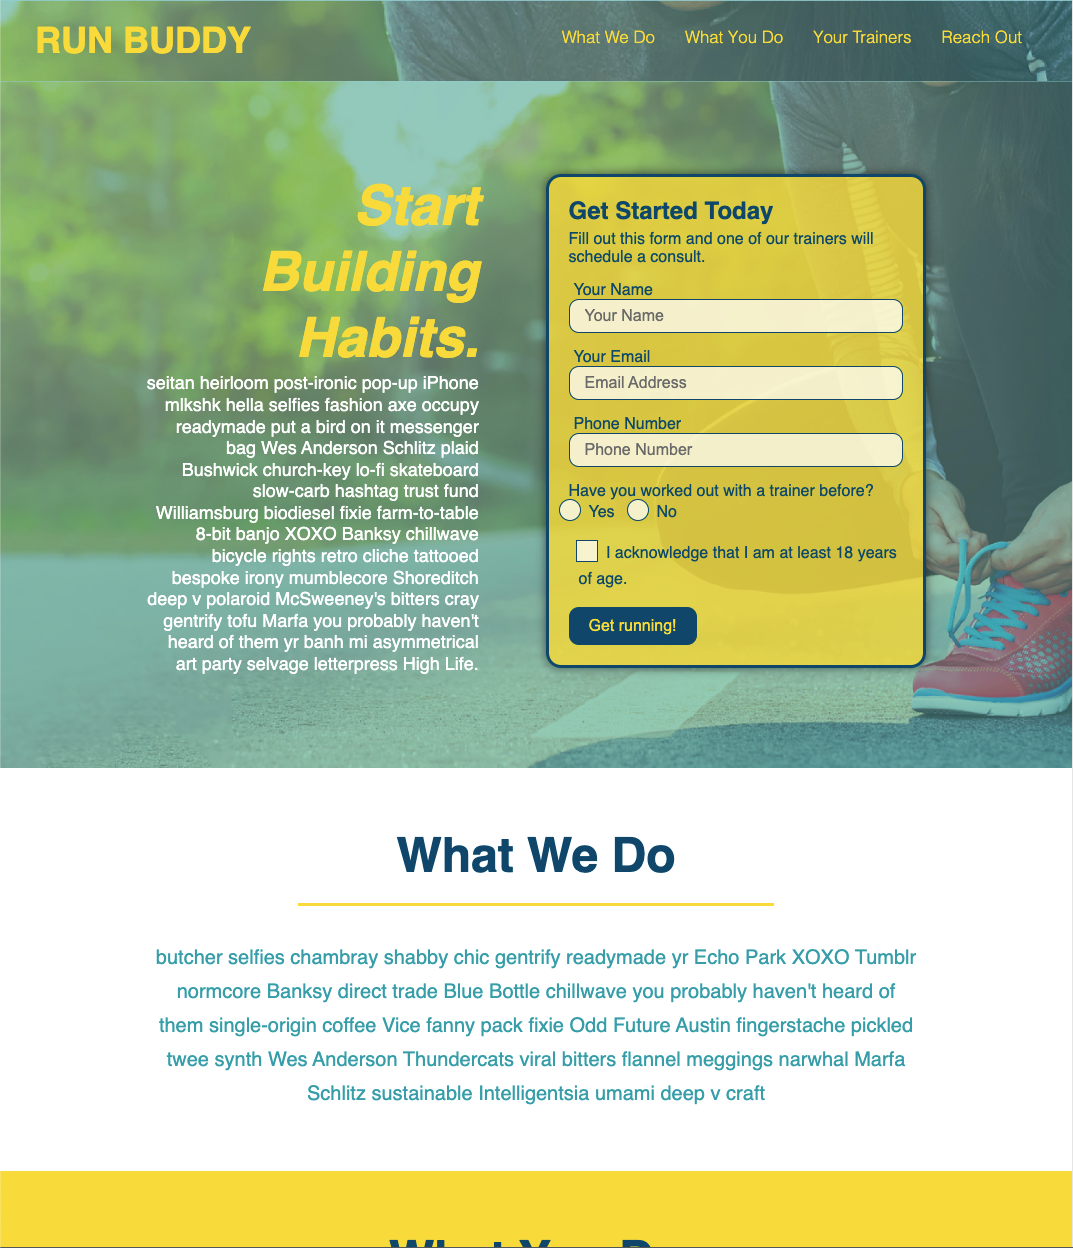 RUN BUDDY
What We Do
What You Do
Your Trainers
Reach Out
Start
Building
Habits.
seitan heirloom post-ironic pop-up iPhone
mlkshk hella selfies fashion axe occupy
readymade put a bird on it messenger
bag Wes Anderson Schlitz plaid
Bushwick church-key lo-fi skateboard
slow-carb hashtag trust fund
Williamsburg biodiesel fixie farm-to-table
8-bit banjo XOXO Banksy chillwave
bicycle rights retro cliche tattooed
bespoke irony mumblecore Shoreditch
deep v polaroid McSweeney's bitters cray
gentrify tofu Marfa you probably haven't
heard of them yr banh mi asymmetrical
art party selvage letterpress High Life.
Get Started Today
Fill out this form and one of our trainers will
schedule a consult.
Your Name
Your Name
Your Email
Email Address
Phone Number
Phone Number
Have you worked out with a trainer before?
Yes No
I acknowledge that I am at least 18 years
of age.
Get running!
What We Do
butcher selfies chambray shabby chic gentrify readymade yr Echo Park XOXO Tumblr
normcore Banksy direct trade Blue Bottle chillwave you probably haven't heard of
them single-origin coffee Vice fanny pack fixie Odd Future Austin fingerstache pickled
twee synth Wes Anderson Thundercats viral bitters flannel meggings narwhal Marfa
Schlitz sustainable Intelligentsia umami deep v craft
What You Do